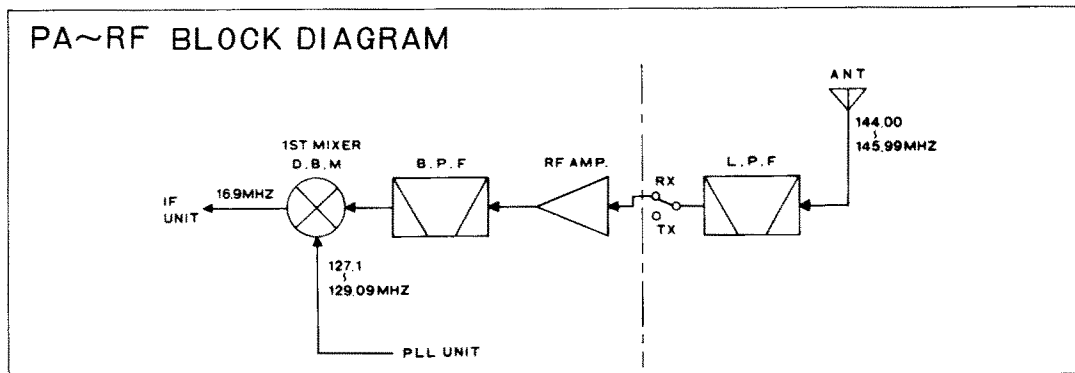 PA~RF BLOCK DIAGRAM
ANT
144.00
~
145.99MHZ
1ST MIXER
D.B.M
B.P.F
RF AMP.
RX
L.P.F
16.9MHZ
IF
UNIT
TX
127.1
~
129.09MHZ
PLL UNIT